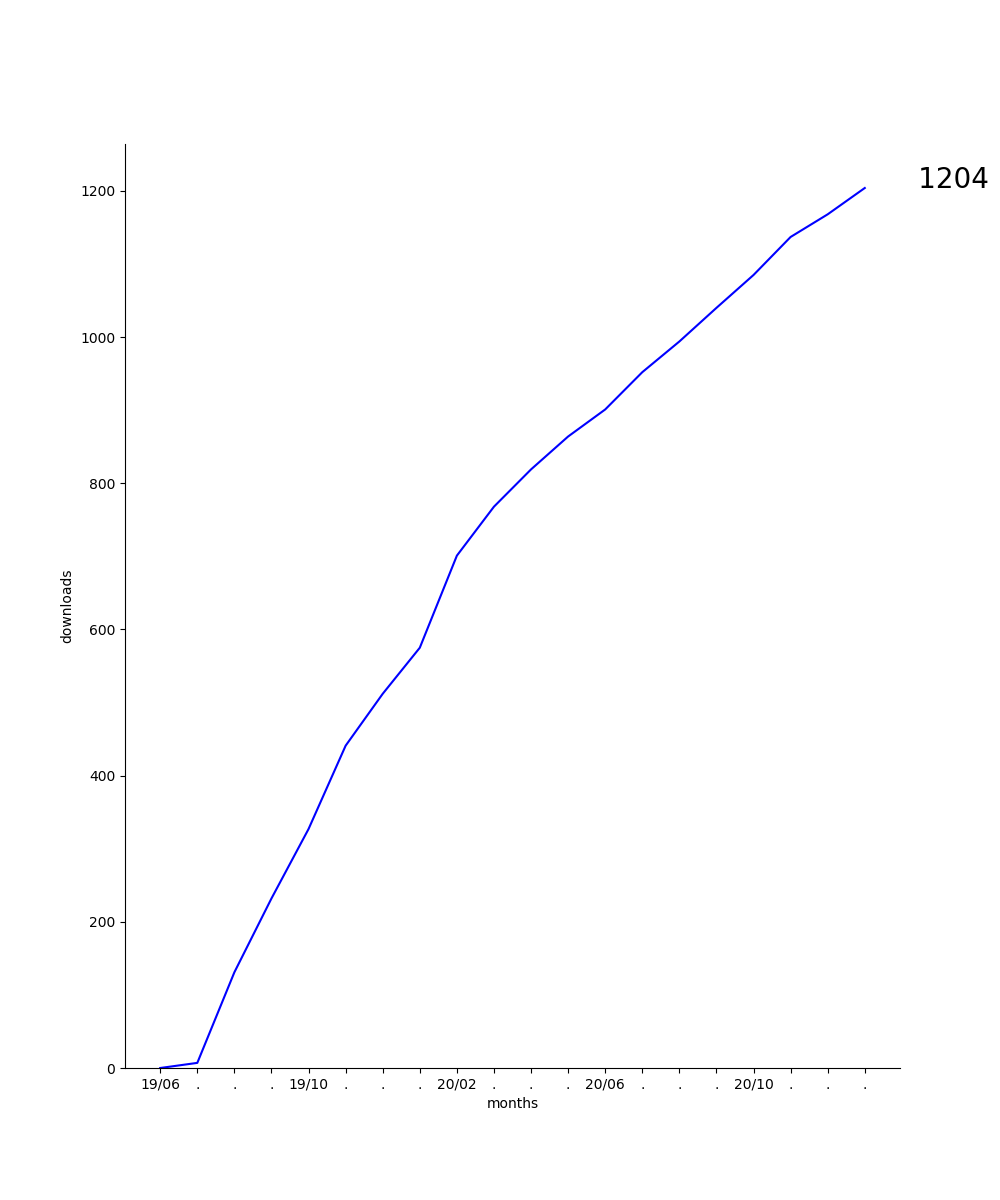 1204
1200
1000
800
600
400
200
0
downloads
19/06 . . . 19/10 . . . 20/02 . . . 20/06 . . . 20/10 . . .
months